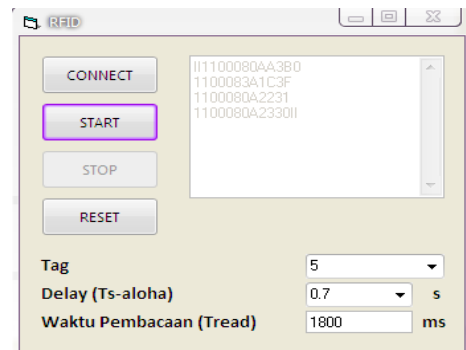 RFID
CONNECT
START
STOP
RESET
II1100080AA3B0
1100083A1C3F
1100080A2231
1100080A2330II
Tag 5
Delay (Ts-aloha) 0.7 s
Waktu Pembacaan (Tread) 1800 ms